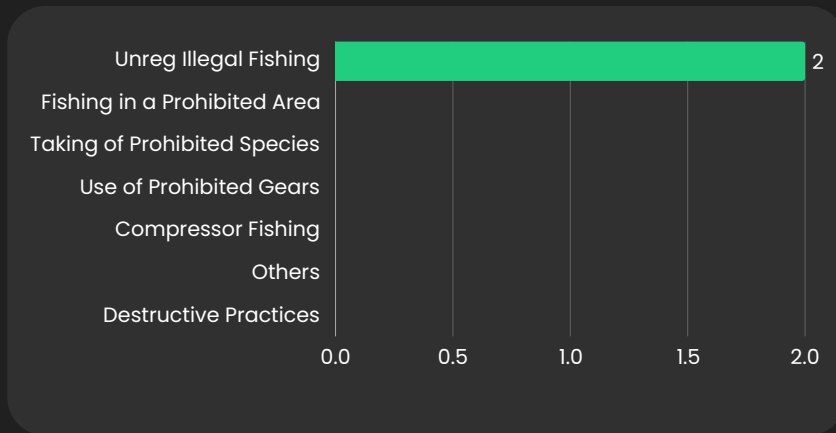 Unreg Illegal Fishing
2
Fishing in a Prohibited Area
Taking of Prohibited Species
Use of Prohibited Gears
Compressor Fishing
Others
Destructive Practices
0.0 0.5 1.0 1.5 2.0